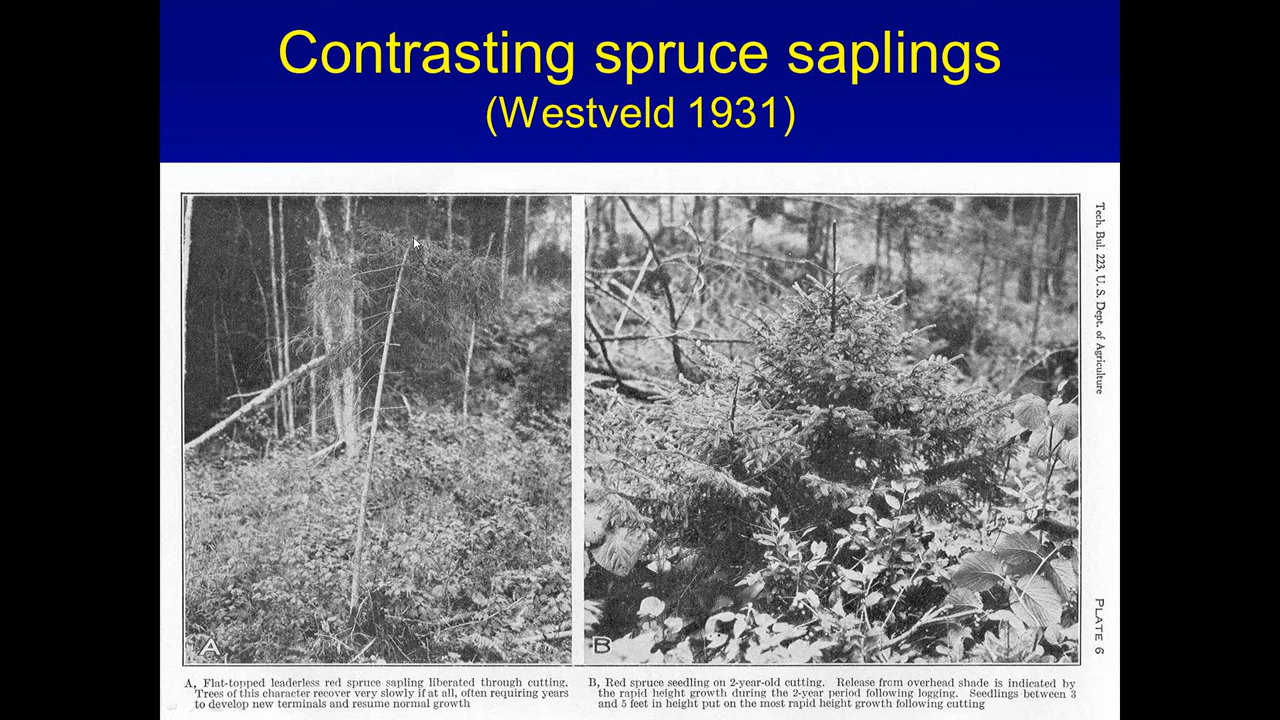 Contrasting spruce saplings
(Westveld 1931)
Tech. Bul. 223, U. S. Dept. of Agriculture
PLATE 6
A
B
A, Flat-topped leaderless red spruce sapling liberated through cutting.
Trees of this character recover very slowly if at all, often requiring years
to develop new terminals and resume normal growth
B, Red spruce seedling on 2-year-old cutting. Release from overhead shade is indicated by
the rapid height growth during the 2-year period following logging. Seedlings between 3
and 5 feet in height put on the most rapid height growth following cutting